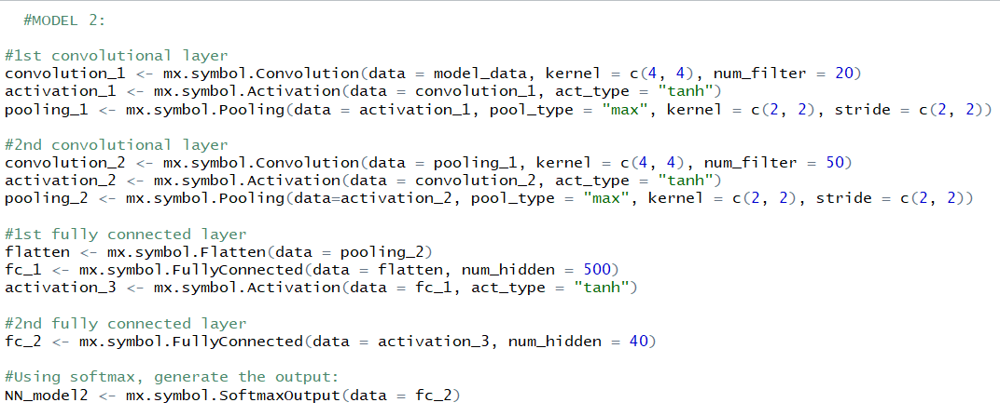 #MODEL 2:
#1st convolutional layer
convolution_1 <- mx.symbol.Convolution(data = model_data, kernel = c(4, 4), num_filter = 20)
activation_1 <- mx.symbol.Activation(data = convolution_1, act_type = "tanh")
pooling_1 <- mx.symbol.Pooling(data = activation_1, pool_type = "max", kernel = c(2, 2), stride = c(2, 2))
#2nd convolutional layer
convolution_2 <- mx.symbol.Convolution(data = pooling_1, kernel = c(4, 4), num_filter = 50)
activation_2 <- mx.symbol.Activation(data = convolution_2, act_type = "tanh")
pooling_2 <- mx.symbol.Pooling(data=activation_2, pool_type = "max", kernel = c(2, 2), stride = c(2, 2))
#1st fully connected layer
flatten <- mx.symbol.Flatten(data = pooling_2)
fc_1 <- mx.symbol.FullyConnected(data = flatten, num_hidden = 500)
activation_3 <- mx.symbol.Activation(data = fc_1, act_type = "tanh")
#2nd fully connected layer
fc_2 <- mx.symbol.FullyConnected(data = activation_3, num_hidden = 40)
#Using softmax, generate the output:
NN_model2 <- mx.symbol.SoftmaxOutput(data = fc_2)